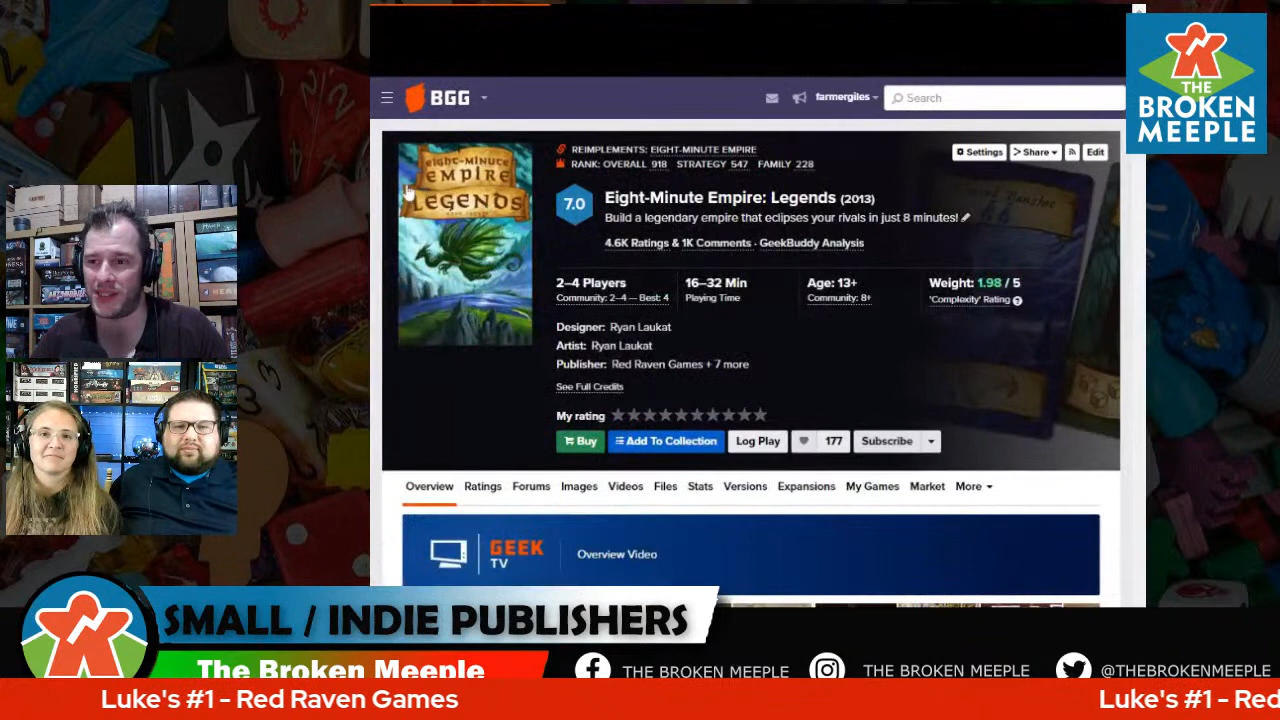 BGG
farmergiles
Search
THE
BROKEN
MEEPLE
eight-minute
EMPIRE
LEGENDS
REIMPLEMENTS: EIGHT-MINUTE EMPIRE
RANK: OVERALL 918 STRATEGY 547 FAMILY 228
Settings
Share
Edit
7.0
Eight-Minute Empire: Legends (2013)
Build a legendary empire that eclipses your rivals in just 8 minutes!
4.6K Ratings & 1K Comments · GeekBuddy Analysis
2–4 Players
Community: 2–4 — Best: 4
16–32 Min
Playing Time
Age: 13+
Community: 8+
Weight: 1.98 / 5
'Complexity' Rating
Designer: Ryan Laukat
Artist: Ryan Laukat
Publisher: Red Raven Games + 7 more
See Full Credits
My rating
Buy
Add To Collection
Log Play
177
Subscribe
Overview Ratings Forums Images Videos Files Stats Versions Expansions My Games Market More
GEEK
TV
Overview Video
SMALL / INDIE PUBLISHERS
The Broken Meeple
THE BROKEN MEEPLE
THE BROKEN MEEPLE
@THEBROKENMEEPLE
Luke's #1 - Red Raven Games
Luke's #1 - Red